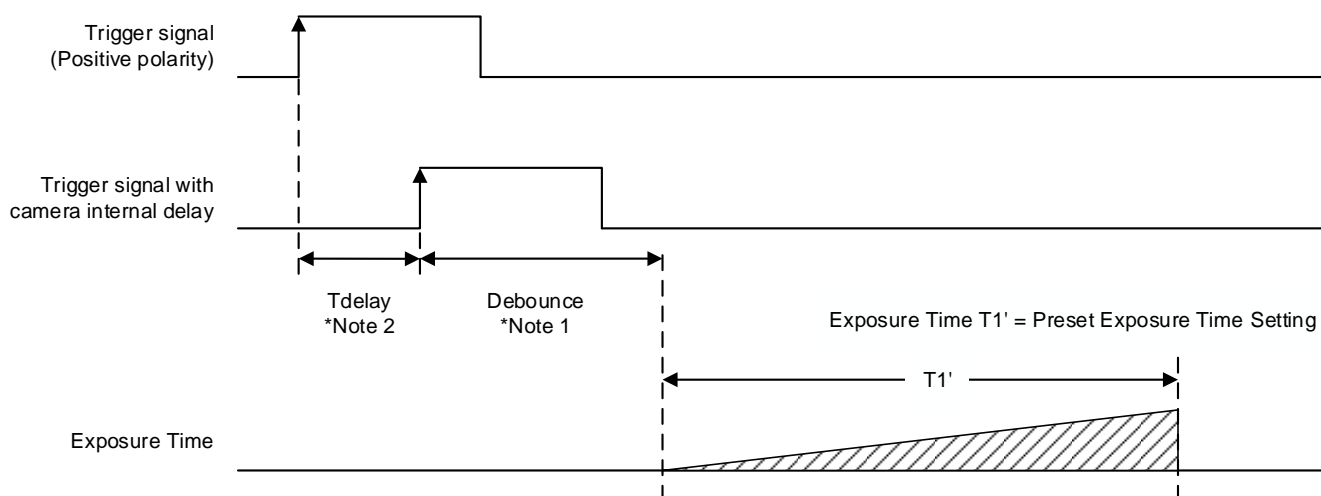 Trigger signal
(Positive polarity)
Trigger signal with
camera internal delay
Tdelay
*Note 2
Debounce
*Note 1
Exposure Time T1' = Preset Exposure Time Setting
T1'
Exposure Time